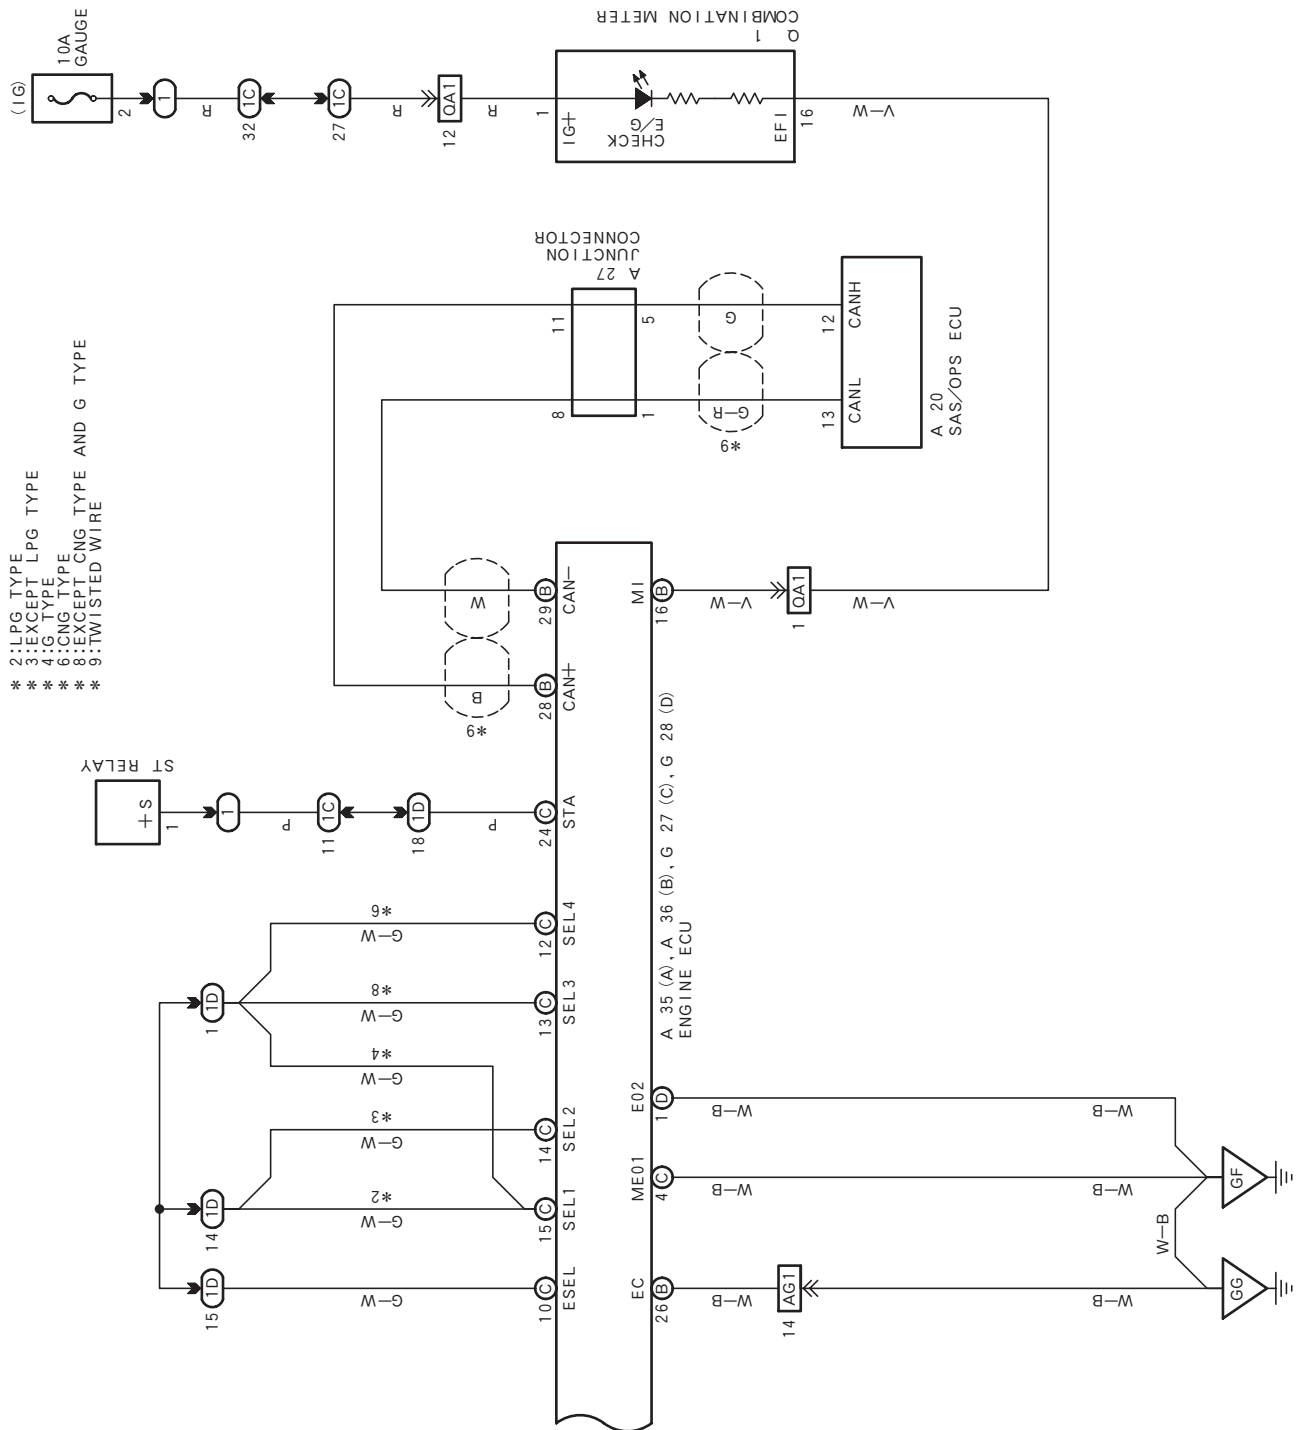 (IG)
10A
GAUGE
2
1
R
1C
32
1C
27
R
QA1
12
R
1
IG+
CHECK
E/G
EFI
16
V-W
COMBINATION METER
Q 1
* 2:LPG TYPE
* 3:EXCEPT LPG TYPE
* 4:G TYPE
* 6:CNG TYPE
* 8:EXCEPT CNG TYPE AND G TYPE
* 9:TWISTED WIRE
A 27
JUNCTION
CONNECTOR
11
5
8
1
G
G-R
*9
12
CANH
13
CANL
A 20
SAS/OPS ECU
W
B
*9
29 B
CAN-
28 B
CAN+
MI
16 B
V-W
QA1
1
V-W
ST RELAY
+S
1
1
P
1C
11
1D
18
P
24 C
STA
*6
G-W
12 C
SEL4
1D
1
*8
G-W
13 C
SEL3
*4
G-W
*3
G-W
14 C
SEL2
1D
14
*2
G-W
15 C
SEL1
1D
15
G-W
10 C
ESEL
A 35 (A), A 36 (B), G 27 (C), G 28 (D)
ENGINE ECU
E02
1 D
W-B
W-B
ME01
4 C
W-B
W-B
GF
W-B
EC
26 B
W-B
AG1
14
W-B
GG